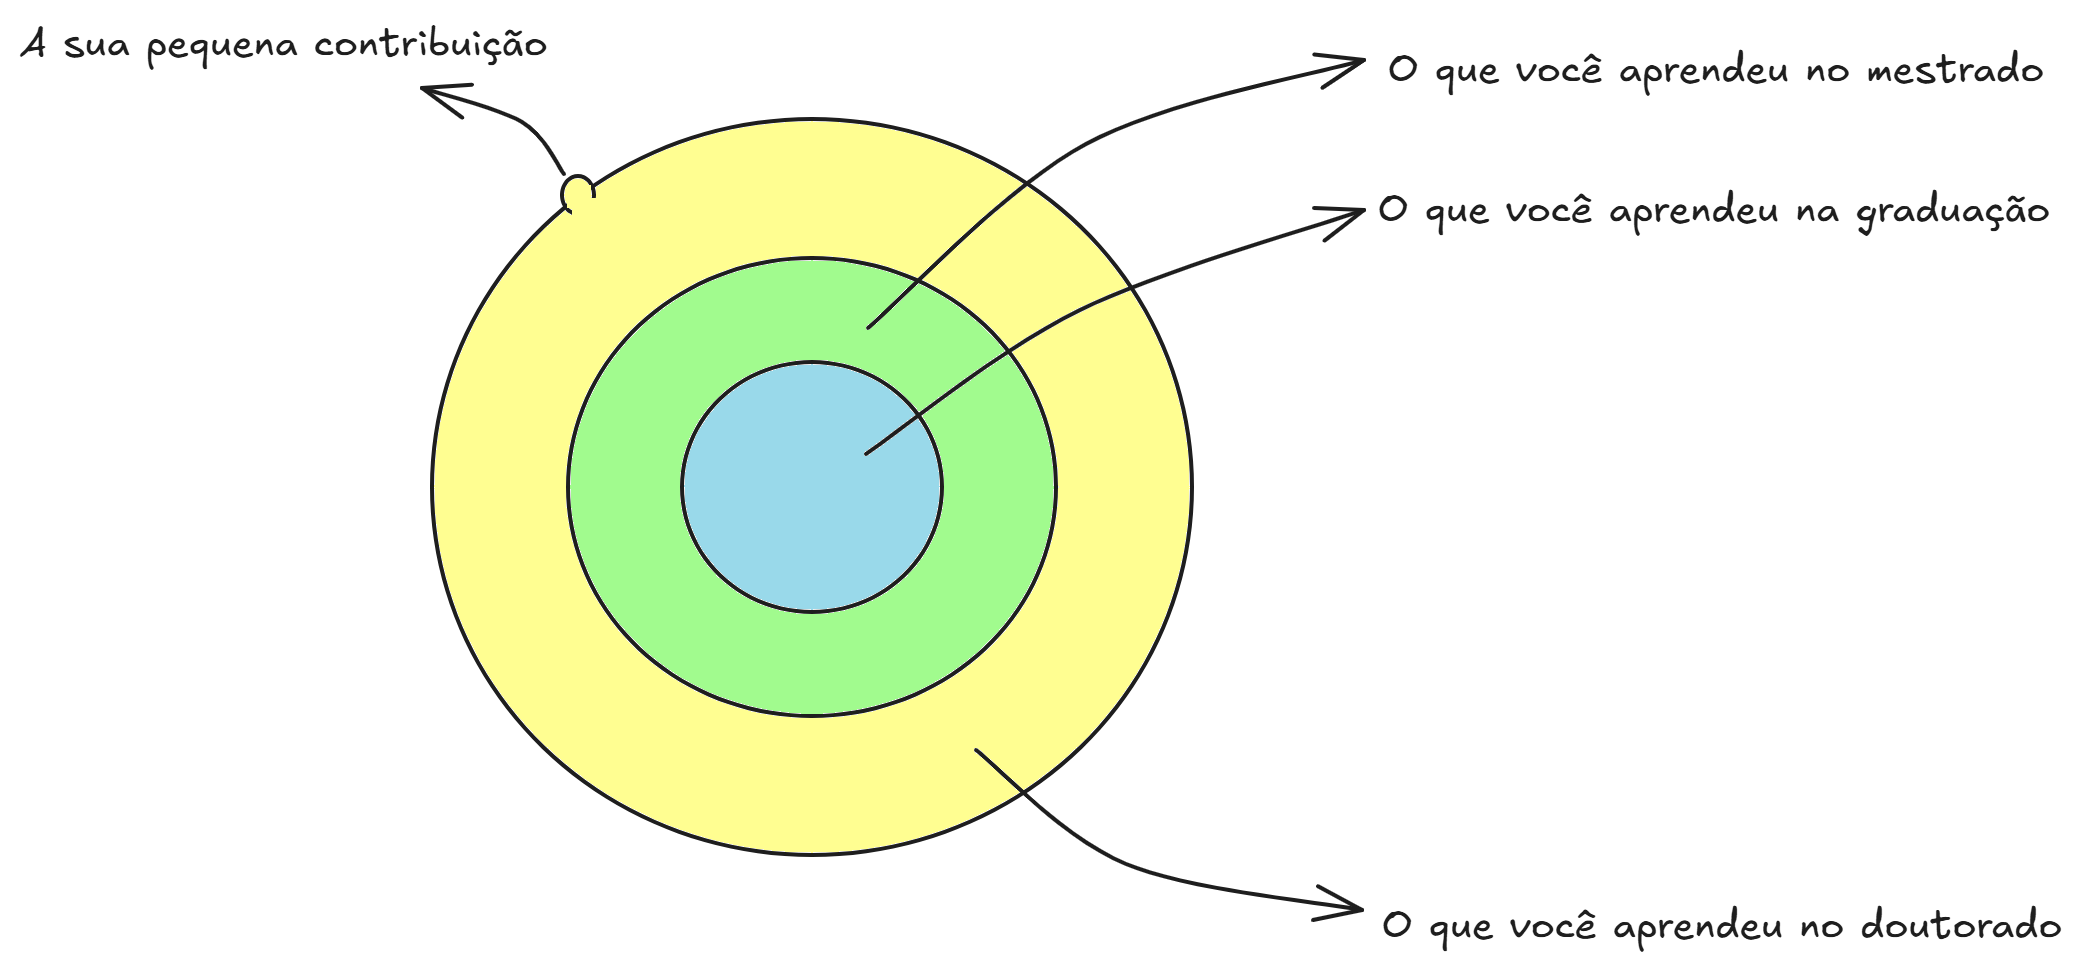 A sua pequena contribuição
O que você aprendeu no mestrado
O que você aprendeu na graduação
O que você aprendeu no doutorado